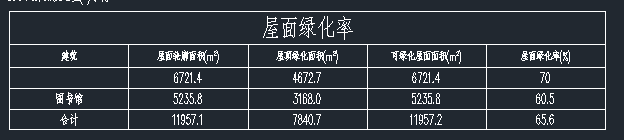 屋面绿化率
建筑 屋面轮廓面积(m²) 屋顶绿化面积(m²) 可绿化屋面面积(m²) 屋面绿化率(%)
6721.4 4672.7 6721.4 70
图书馆 5235.8 3168.0 5235.8 60.5
合计 11957.1 7840.7 11957.2 65.6